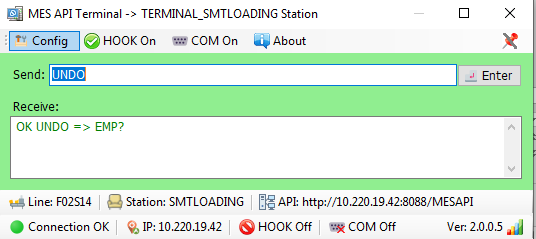 MES API Terminal -> TERMINAL_SMTLOADING Station
Config HOOK On COM On About
Send: UNDO Enter
Receive:
OK UNDO => EMP?
Line: F02S14 Station: SMTLOADING API: http://10.220.19.42:8088/MESAPI
Connection OK IP: 10.220.19.42 HOOK Off COM Off Ver: 2.0.0.5